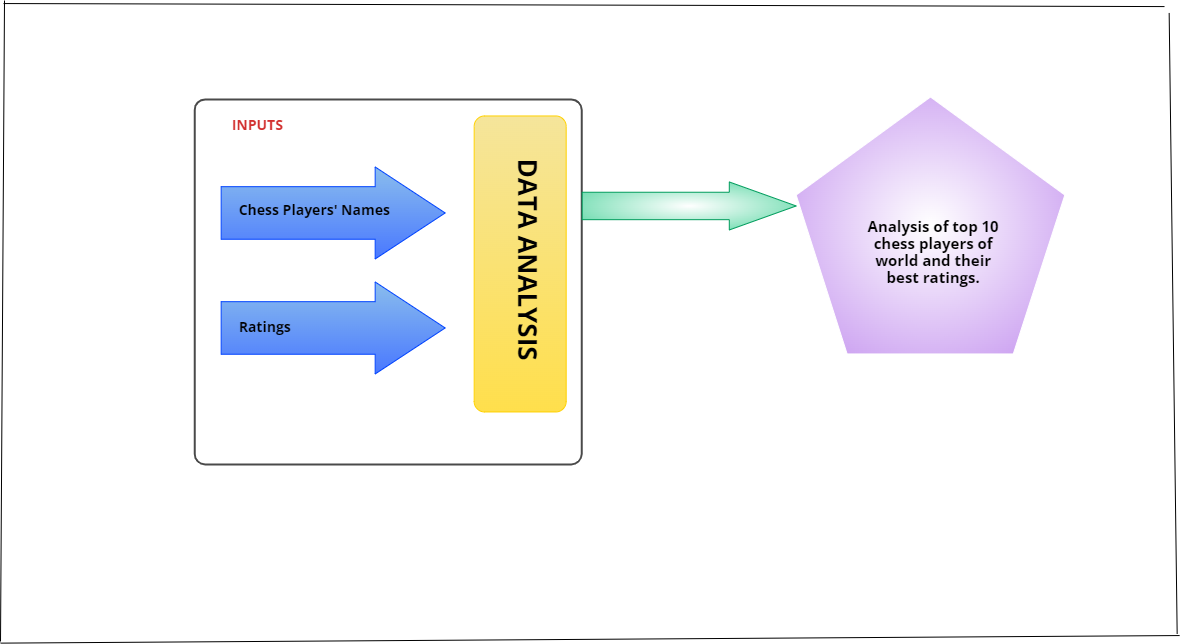 INPUTS
Chess Players' Names
Ratings
DATA ANALYSIS
Analysis of top 10
chess players of
world and their
best ratings.